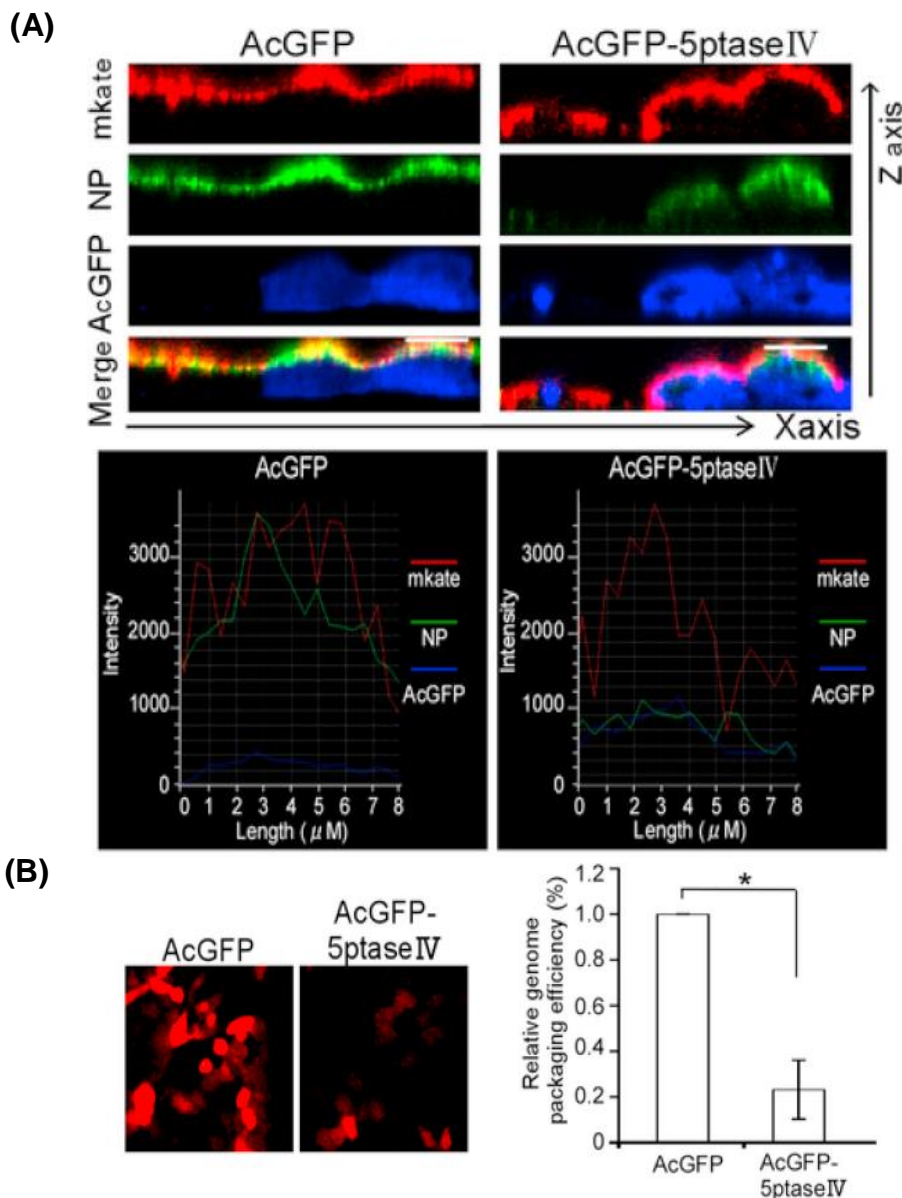 (A)
AcGFP AcGFP-5ptaseⅣ
mkate
NP
AcGFP
Merge
Z axis
Xaxis
AcGFP
Intensity
3000
2000
1000
0
0 1 2 3 4 5 6 7 8
Length ( μ M)
mkate
NP
AcGFP
AcGFP-5ptaseⅣ
Intensity
3000
2000
1000
0
0 1 2 3 4 5 6 7 8
Length ( μ M)
mkate
NP
AcGFP
(B)
AcGFP
AcGFP-
5ptaseⅣ
Relative genome
packaging efficiency (%)
1.2
1.0
0.8
0.6
0.4
0.2
0
*
AcGFP
AcGFP-
5ptaseⅣ